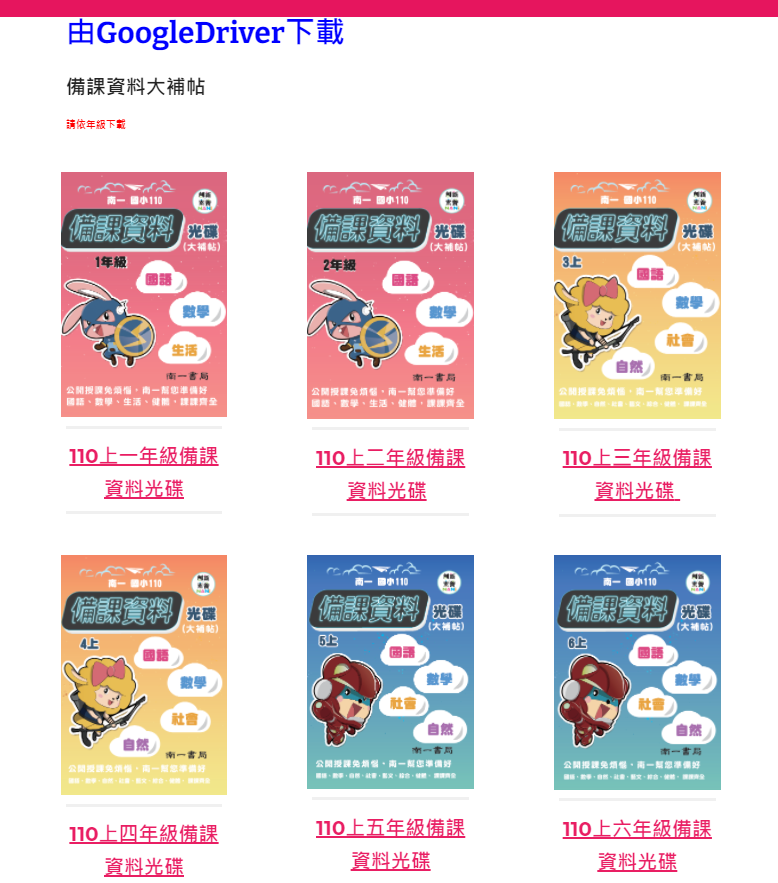 由GoogleDriver下載
備課資料大補帖
請依年級下載
南一 國小110
備課資料
光碟
(大補帖)
1年級
國語
數學
生活
南一書局
公開授課免煩惱，南一幫您準備好
國語、數學、生活、健體，課課齊全
110上一年級備課
資料光碟
南一 國小110
備課資料
光碟
(大補帖)
2年級
國語
數學
生活
南一書局
公開授課免煩惱，南一幫您準備好
國語、數學、生活、健體，課課齊全
110上二年級備課
資料光碟
南一 國小110
備課資料
光碟
(大補帖)
3上
國語
數學
社會
自然
南一書局
公開授課免煩惱，南一幫您準備好
110上三年級備課
資料光碟
南一 國小110
備課資料
光碟
(大補帖)
4上
國語
數學
社會
自然
南一書局
公開授課免煩惱，南一幫您準備好
110上四年級備課
資料光碟
南一 國小110
備課資料
光碟
(大補帖)
5上
國語
數學
社會
自然
南一書局
公開授課免煩惱，南一幫您準備好
110上五年級備課
資料光碟
南一 國小110
備課資料
光碟
(大補帖)
6上
國語
數學
社會
自然
南一書局
公開授課免煩惱，南一幫您準備好
110上六年級備課
資料光碟